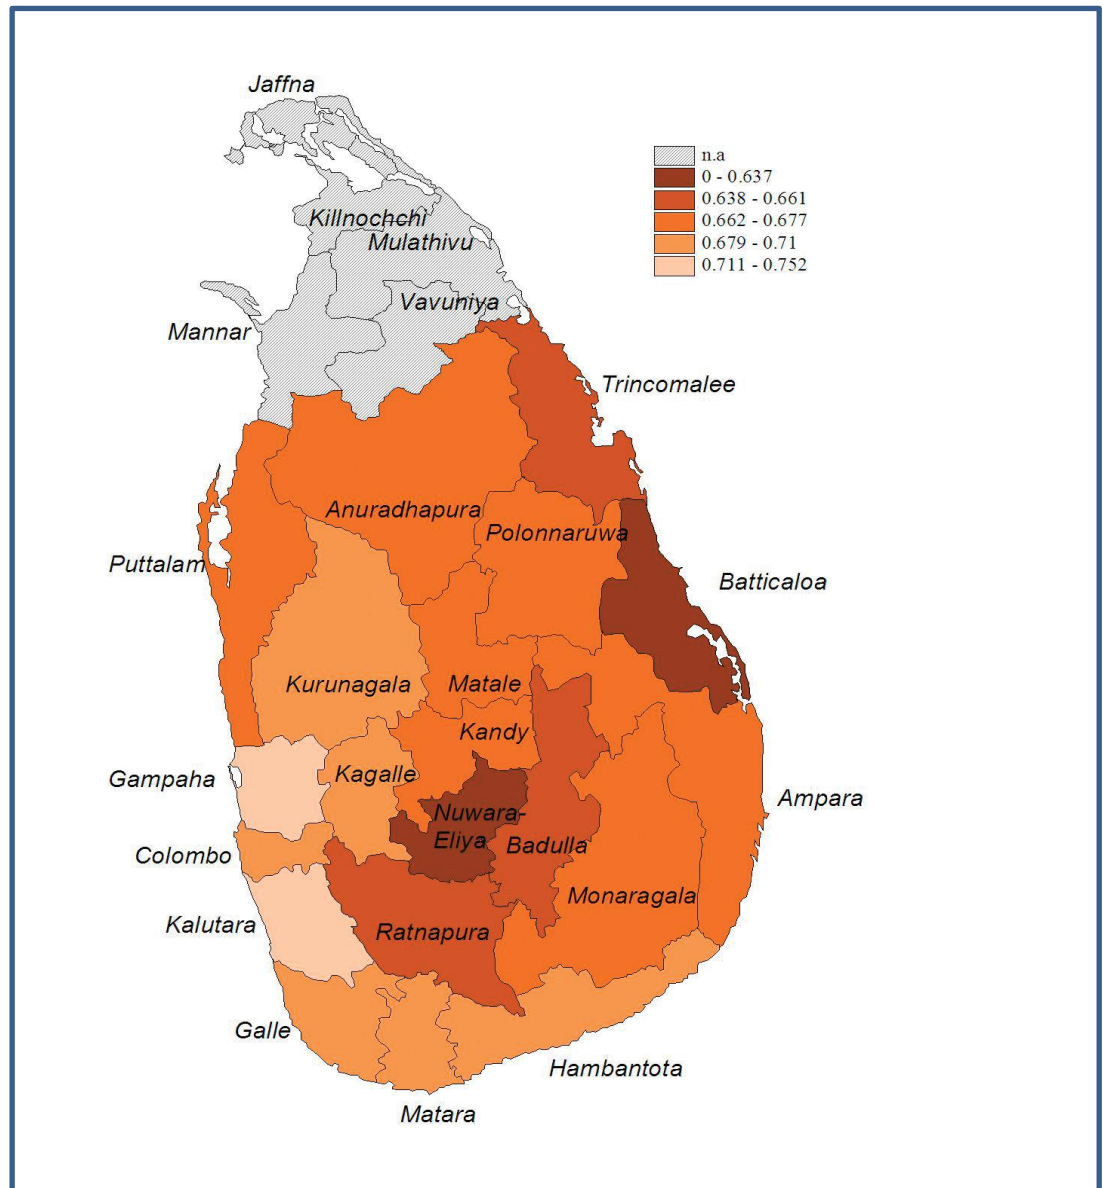 Jaffna
n.a
0 - 0.637
0.638 - 0.661
0.662 - 0.677
0.679 - 0.71
0.711 - 0.752
Killnochchi
Mulathivu
Vavuniya
Mannar
Trincomalee
Anuradhapura
Polonnaruwa
Puttalam
Batticaloa
Kurunagala
Matale
Kandy
Gampaha
Kagalle
Ampara
Nuwara-
Eliya
Colombo
Badulla
Monaragala
Kalutara
Ratnapura
Galle
Hambantota
Matara